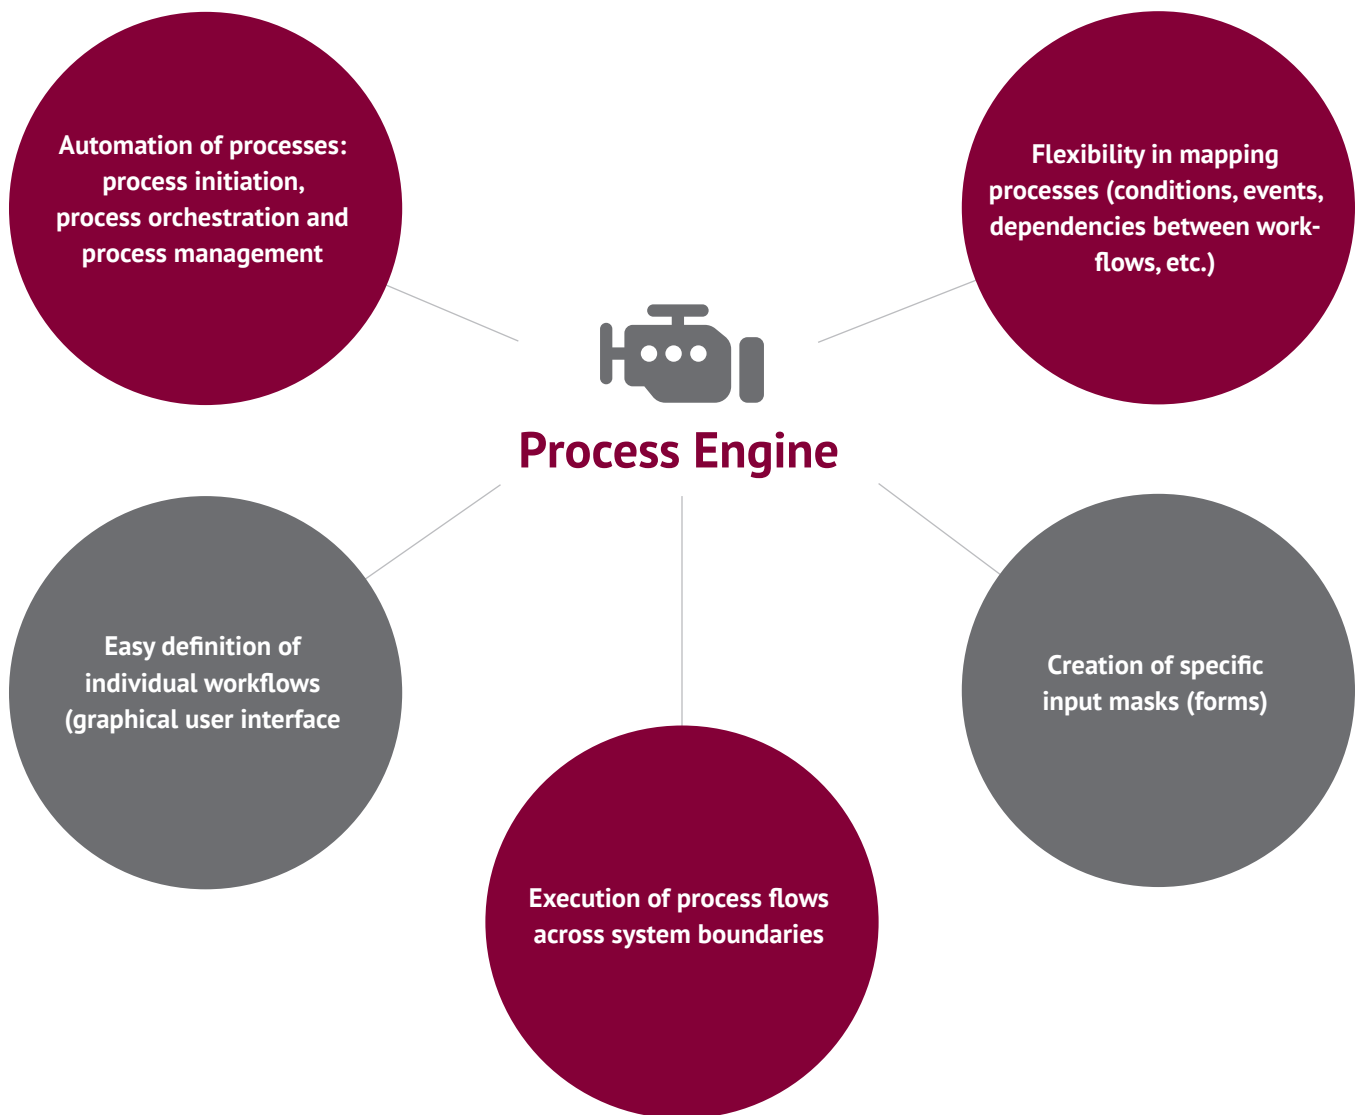 Automation of processes:
process initiation,
process orchestration and
process management
Flexibility in mapping
processes (conditions, events,
dependencies between work-
flows, etc.)
Process Engine
Easy definition of
individual workflows
(graphical user interface
Creation of specific
input masks (forms)
Execution of process flows
across system boundaries